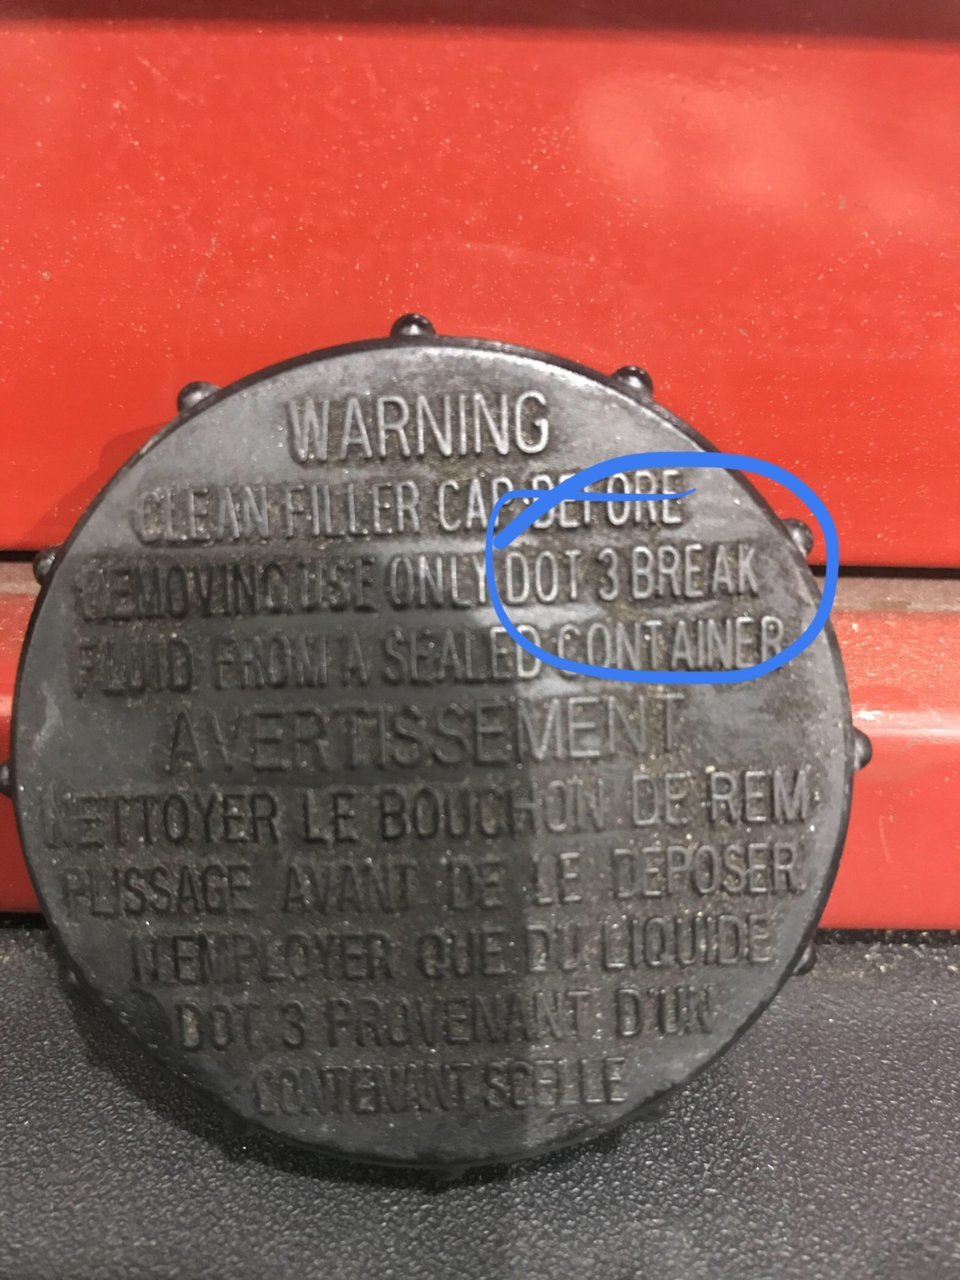 WARNING
CLEAN FILLER CAP BEFORE
REMOVING USE ONLY DOT 3 BREAK
FLUID FROM A SEALED CONTAINER
AVERTISSEMENT
NETTOYER LE BOUCHON DE REM
PLISSAGE AVANT DE LE DEPOSER
N'EMPLOYER QUE DU LIQUIDE
DOT 3 PROVENANT D'UN
CONTENANT SCELLE